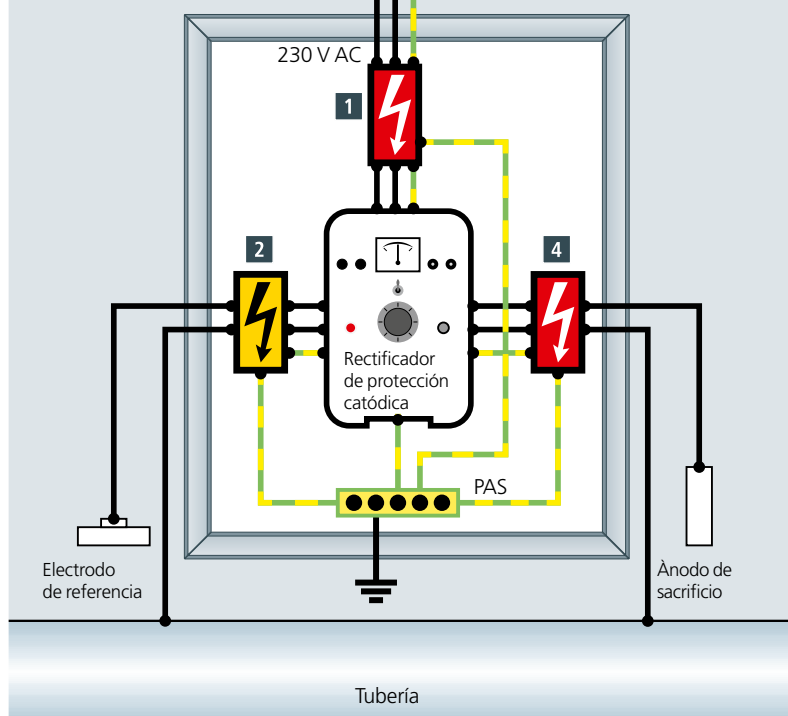 230 V AC
1
2
4
Rectificador
de protección
catódica
PAS
Electrodo
de referencia
Ànodo de
sacrificio
Tubería